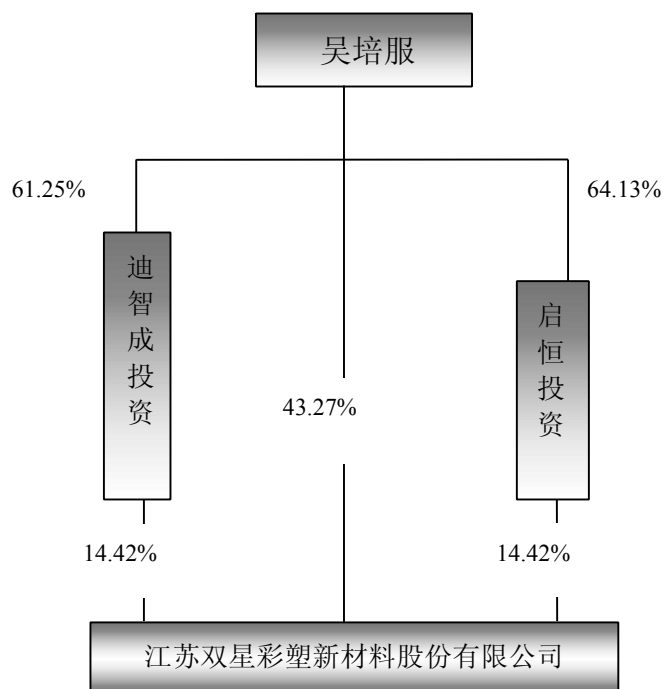 吴培服
61.25%
64.13%
迪智成投资
启恒投资
43.27%
14.42%
14.42%
江苏双星彩塑新材料股份有限公司